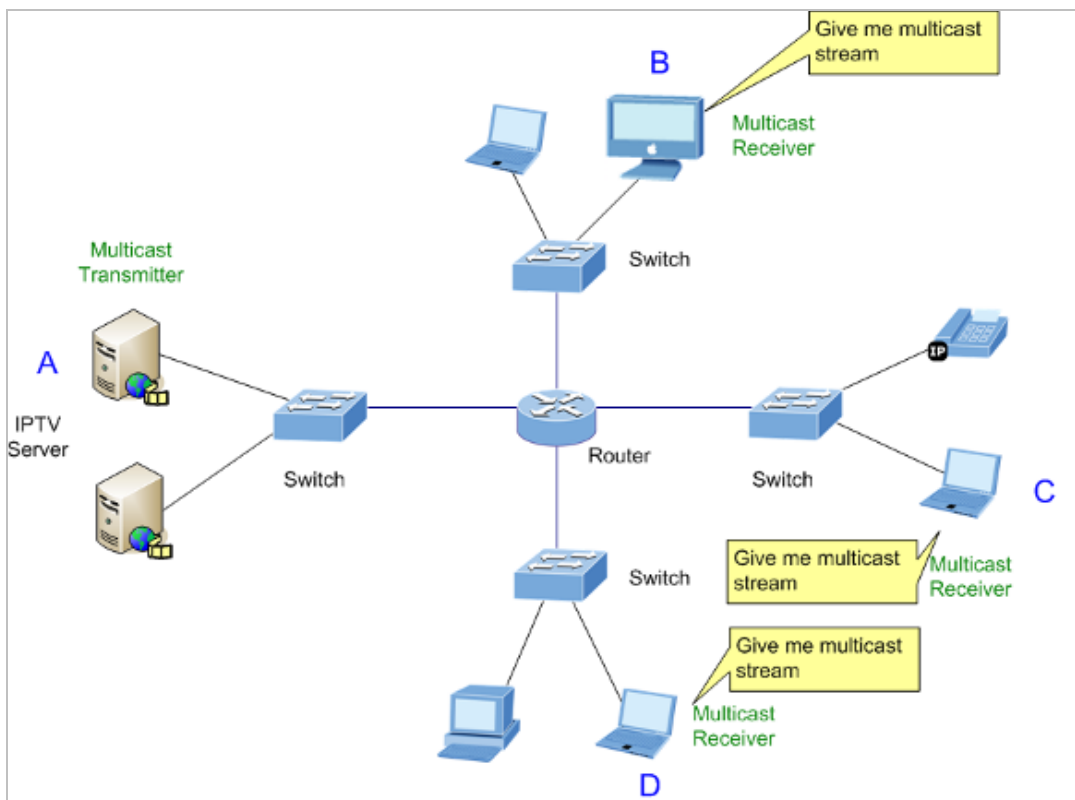 Give me multicast
stream
B
Multicast
Receiver
Multicast
Transmitter
Switch
A
IP
IPTV
Server
Router
Switch
Switch
C
Switch
Give me multicast
stream
Multicast
Receiver
Give me multicast
stream
Multicast
Receiver
D